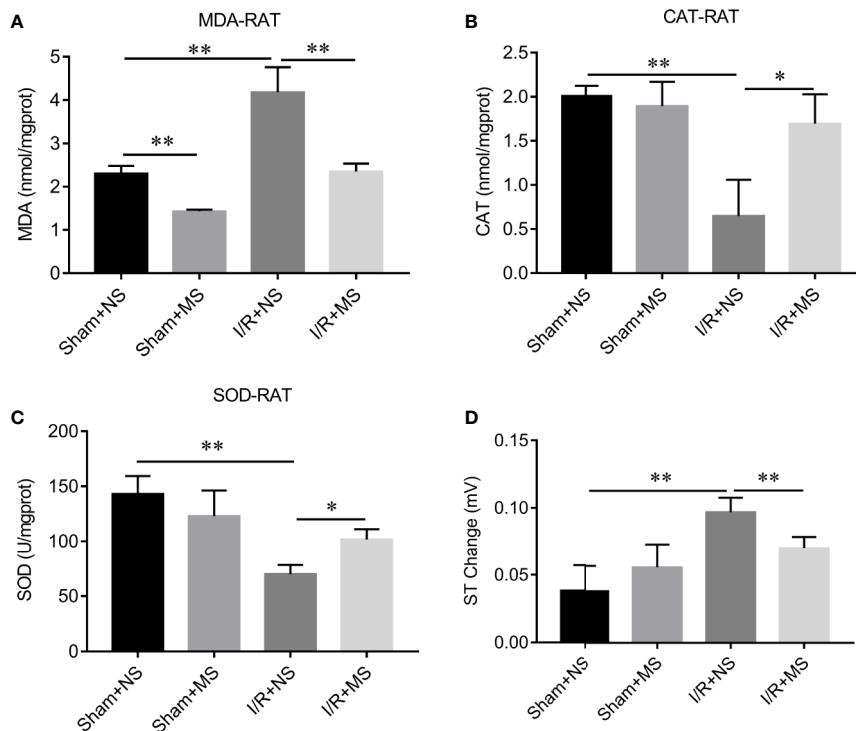 A
MDA-RAT
MDA (nmol/mgprot)
5
4
3
2
1
0
**
**
**
Sham+NS
Sham+MS
I/R+NS
I/R+MS
B
CAT-RAT
CAT (nmol/mgprot)
2.5
2.0
1.5
1.0
0.5
0.0
**
*
Sham+NS
Sham+MS
I/R+NS
I/R+MS
C
SOD-RAT
SOD (U/mgprot)
200
150
100
50
0
**
*
Sham+NS
Sham+MS
I/R+NS
I/R+MS
D
ST Change (mV)
0.15
0.10
0.05
0.00
**
**
Sham+NS
Sham+MS
I/R+NS
I/R+MS